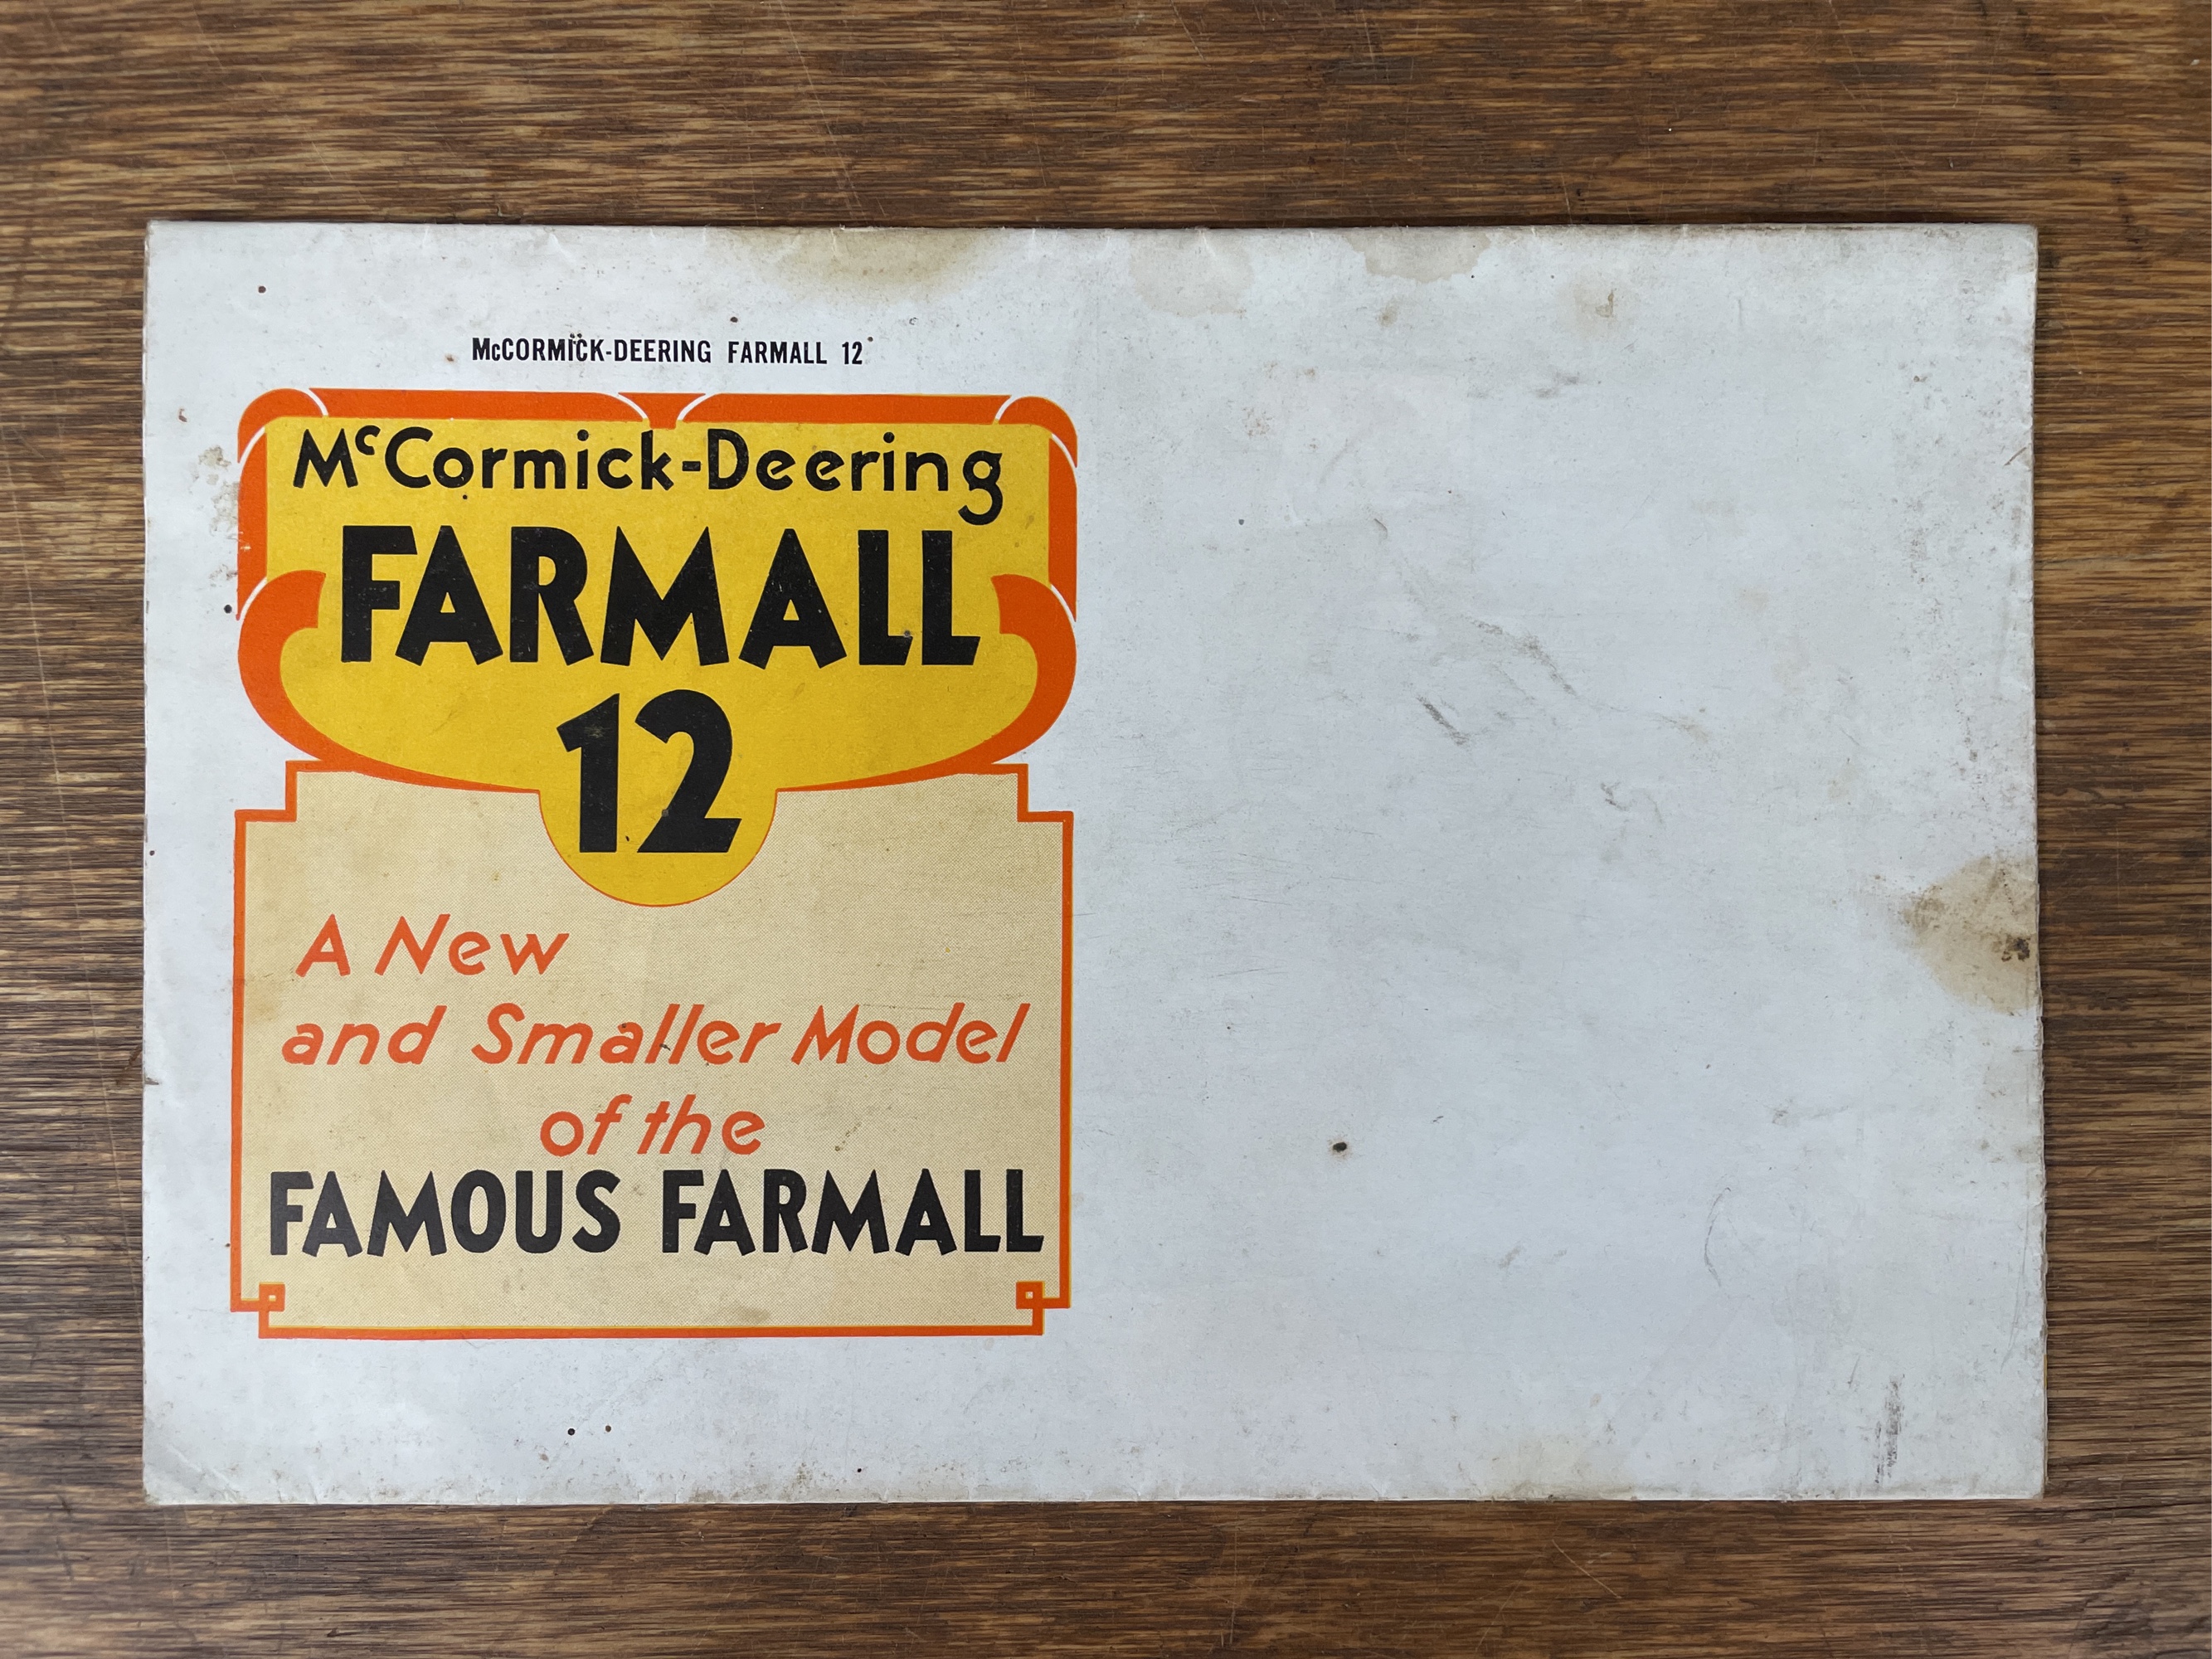 McCORMICK-DEERING FARMALL 12
McCormick-Deering
FARMALL
12
A New
and Smaller Model
of the
FAMOUS FARMALL